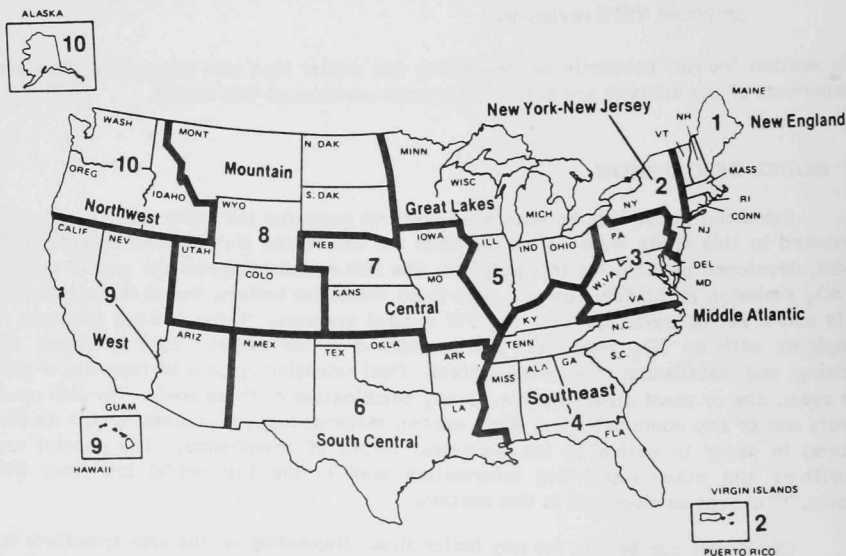 ALASKA
10
WASH
OREG
10
IDAHO
Northwest
MONT
Mountain
N. DAK
S. DAK
WYO
8
UTAH
COLO
CALIF
NEV
9
West
ARIZ
N. MEX
GUAM
9
HAWAII
NEB
7
IOWA
KANS
MO
Central
TEX
OKLA
ARK
LA
6
South Central
MINN
WISC
MICH
Great Lakes
ILL
IND
OHIO
5
KY
TENN
N.C.
S.C.
MISS
ALA
GA
Southeast
4
FLA
New York-New Jersey
2
NY
NJ
PA
3
W. VA
VA
DEL
MD
Middle Atlantic
MAINE
NH
VT
1
New England
MASS
RI
CONN
VIRGIN ISLANDS
2
PUERTO RICO